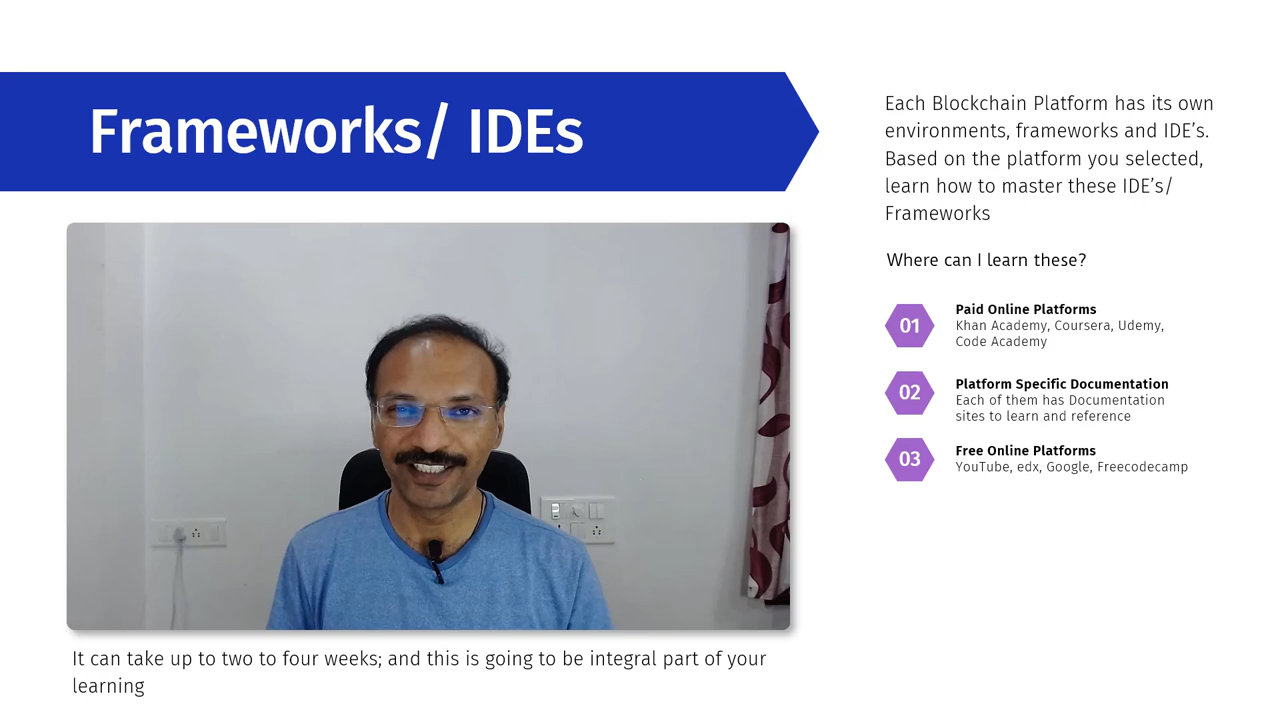 Frameworks/ IDEs
Each Blockchain Platform has its own
environments, frameworks and IDE's.
Based on the platform you selected,
learn how to master these IDE's/
Frameworks
Where can I learn these?
01
Paid Online Platforms
Khan Academy, Coursera, Udemy,
Code Academy
02
Platform Specific Documentation
Each of them has Documentation
sites to learn and reference
03
Free Online Platforms
YouTube, edx, Google, Freecodecamp
It can take up to two to four weeks; and this is going to be integral part of your
learning